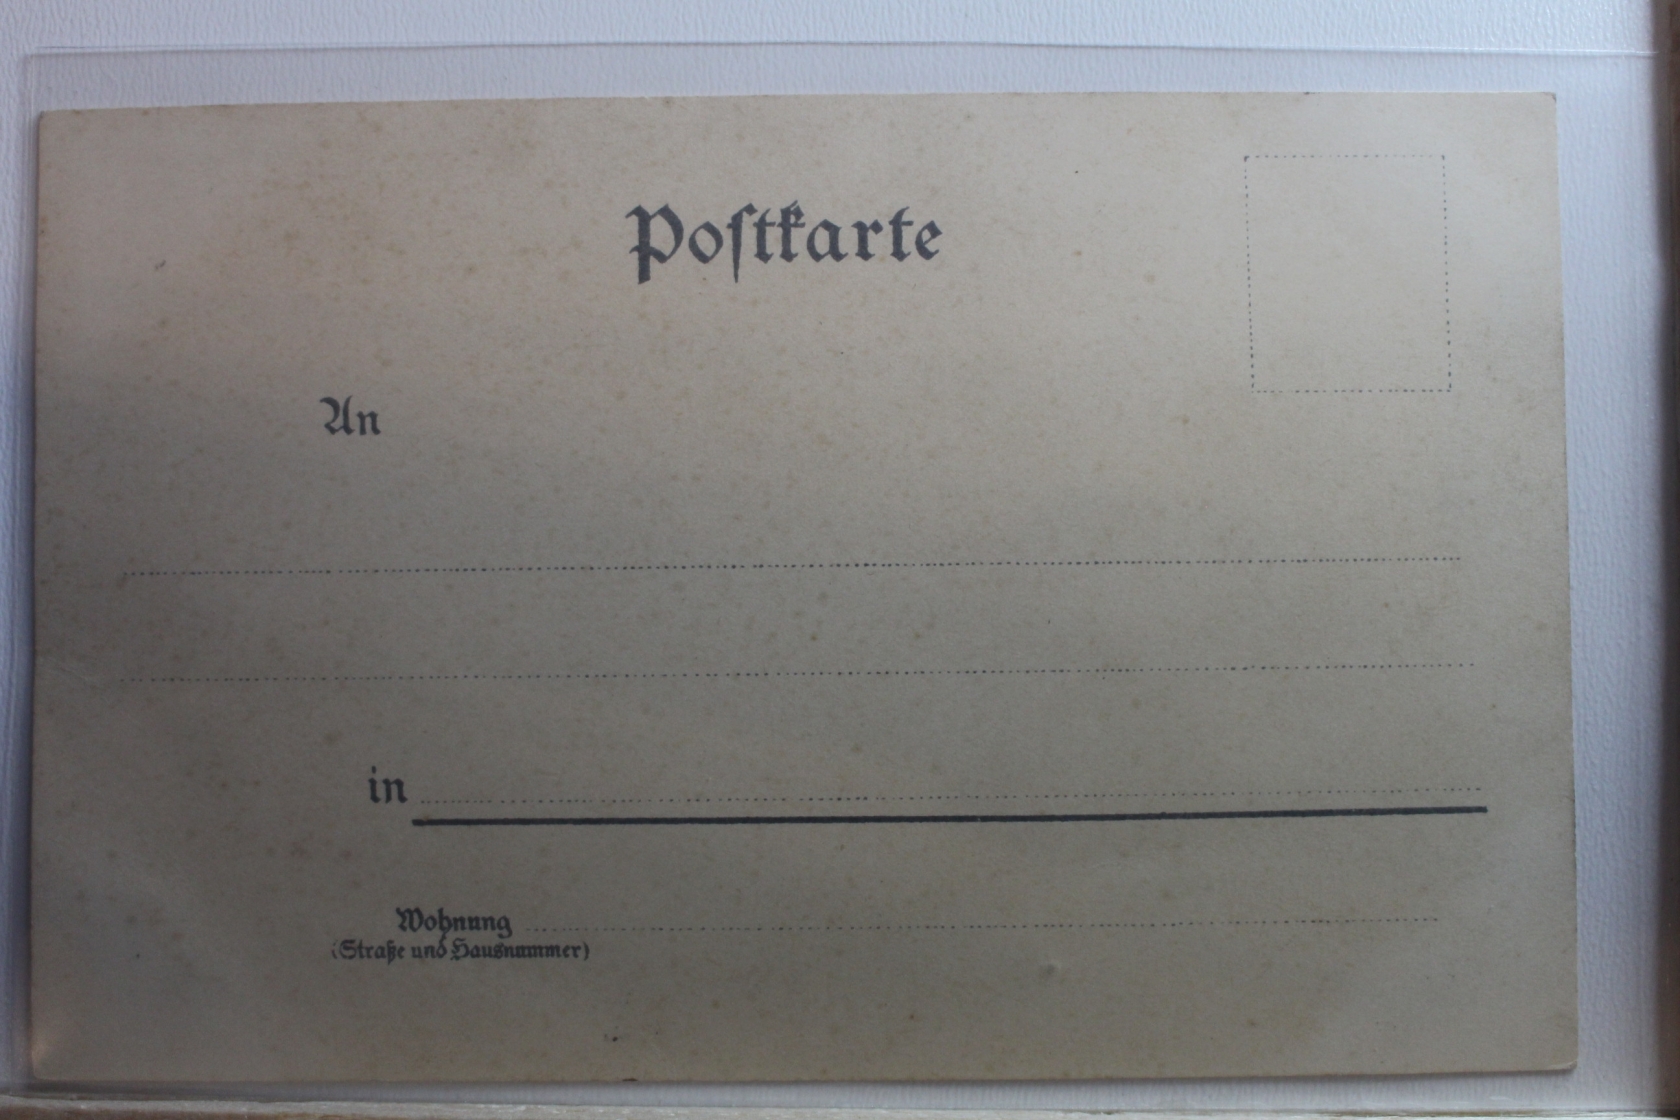 Poſtkarte
An
in
Wohnung
(Straße und Hausnummer)